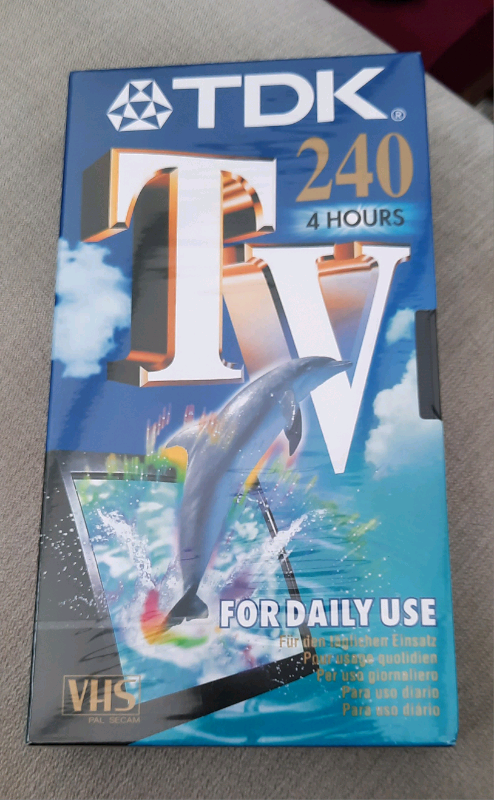 TDK®
240
4 HOURS
TV
FOR DAILY USE
Für den täglichen Einsatz
Pour usage quotidien
Per uso giornaliero
Para uso diario
Para uso diário
VHS
PAL SECAM